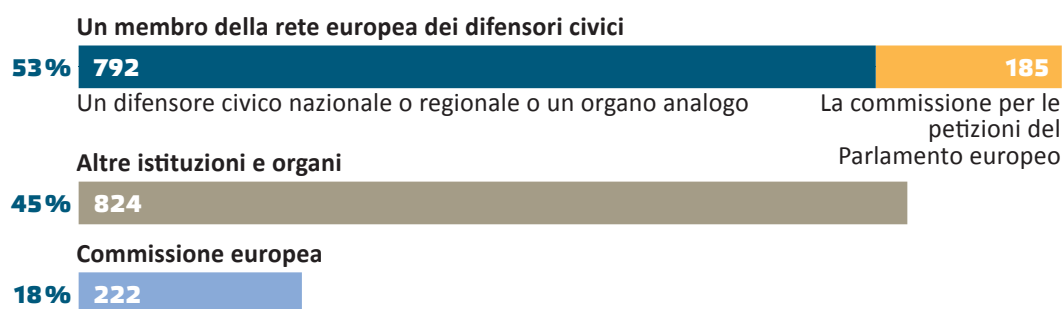 Un membro della rete europea dei difensori civici
53% 792 185
Un difensore civico nazionale o regionale o un organo analogo
La commissione per le
petizioni del
Parlamento europeo
Altre istituzioni e organi
45% 824
Commissione europea
18% 222